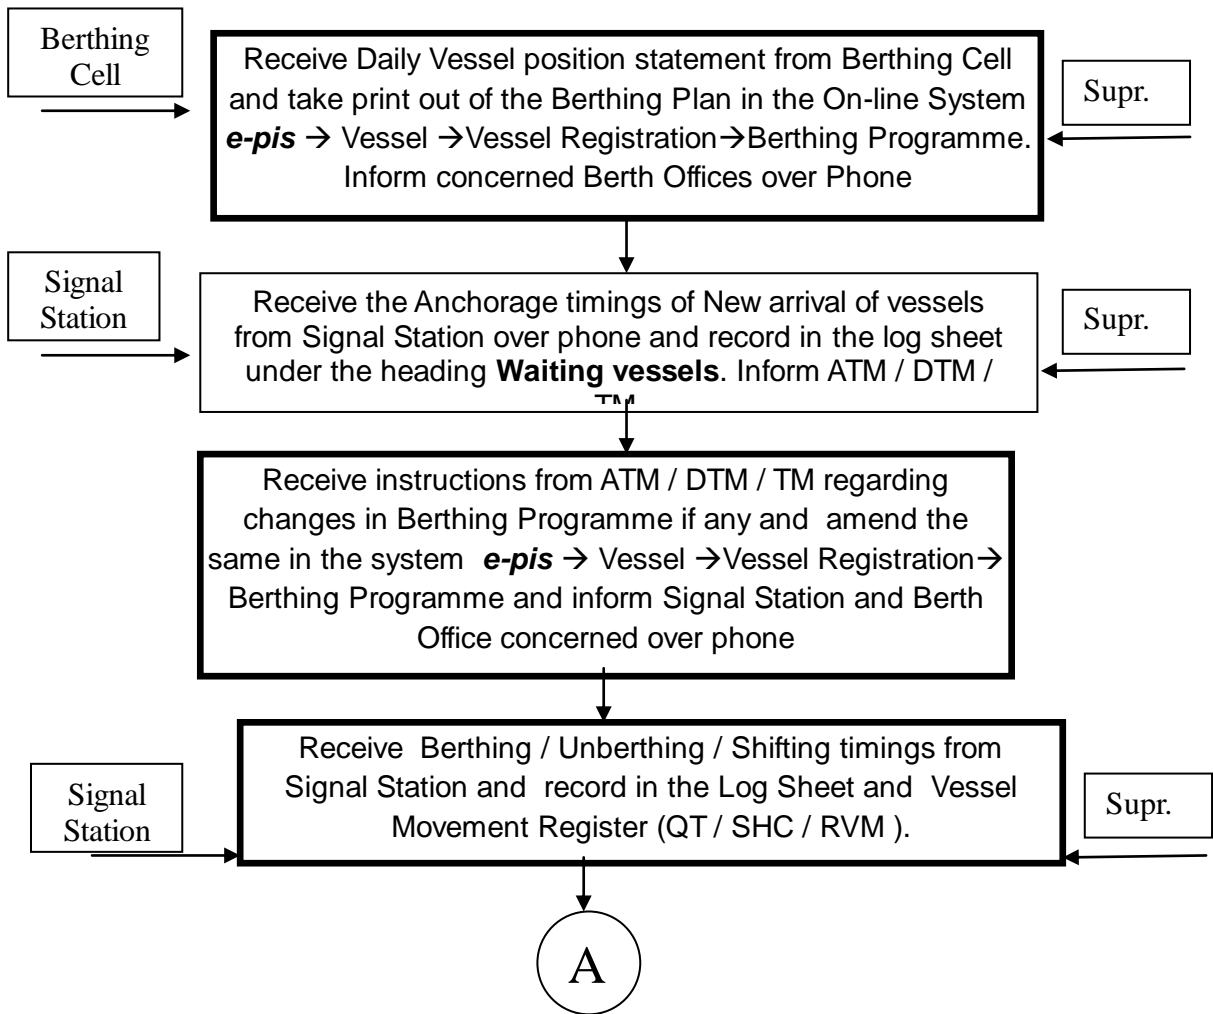 Berthing
Cell
Receive Daily Vessel position statement from Berthing Cell
and take print out of the Berthing Plan in the On-line System
e-pis → Vessel →Vessel Registration→Berthing Programme.
Inform concerned Berth Offices over Phone
Supr.
Signal
Station
Receive the Anchorage timings of New arrival of vessels
from Signal Station over phone and record in the log sheet
under the heading Waiting vessels. Inform ATM / DTM /
Supr.
Receive instructions from ATM / DTM / TM regarding
changes in Berthing Programme if any and amend the
same in the system e-pis → Vessel →Vessel Registration→
Berthing Programme and inform Signal Station and Berth
Office concerned over phone
Signal
Station
Receive Berthing / Unberthing / Shifting timings from
Signal Station and record in the Log Sheet and Vessel
Movement Register (QT / SHC / RVM ).
Supr.
A